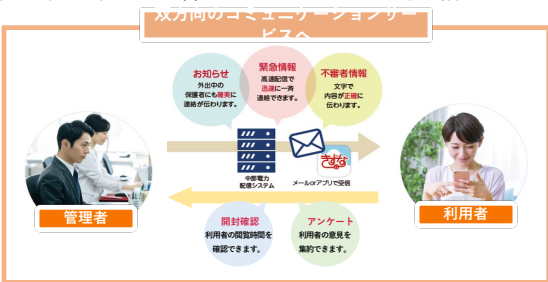 双方向のコミュニケーションサー
ビスへ
お知らせ
外出中の
保護者にも確実に
連絡が伝わります。
緊急情報
高速配信で
迅速に一斉
連絡できます。
不審者情報
文字で
内容が正確に
伝わります。
中部電力
配信システム
きずな
メールorアプリで受信
管理者
利用者
開封確認
利用者の閲覧時間を
確認できます。
アンケート
利用者の意見を
集約できます。